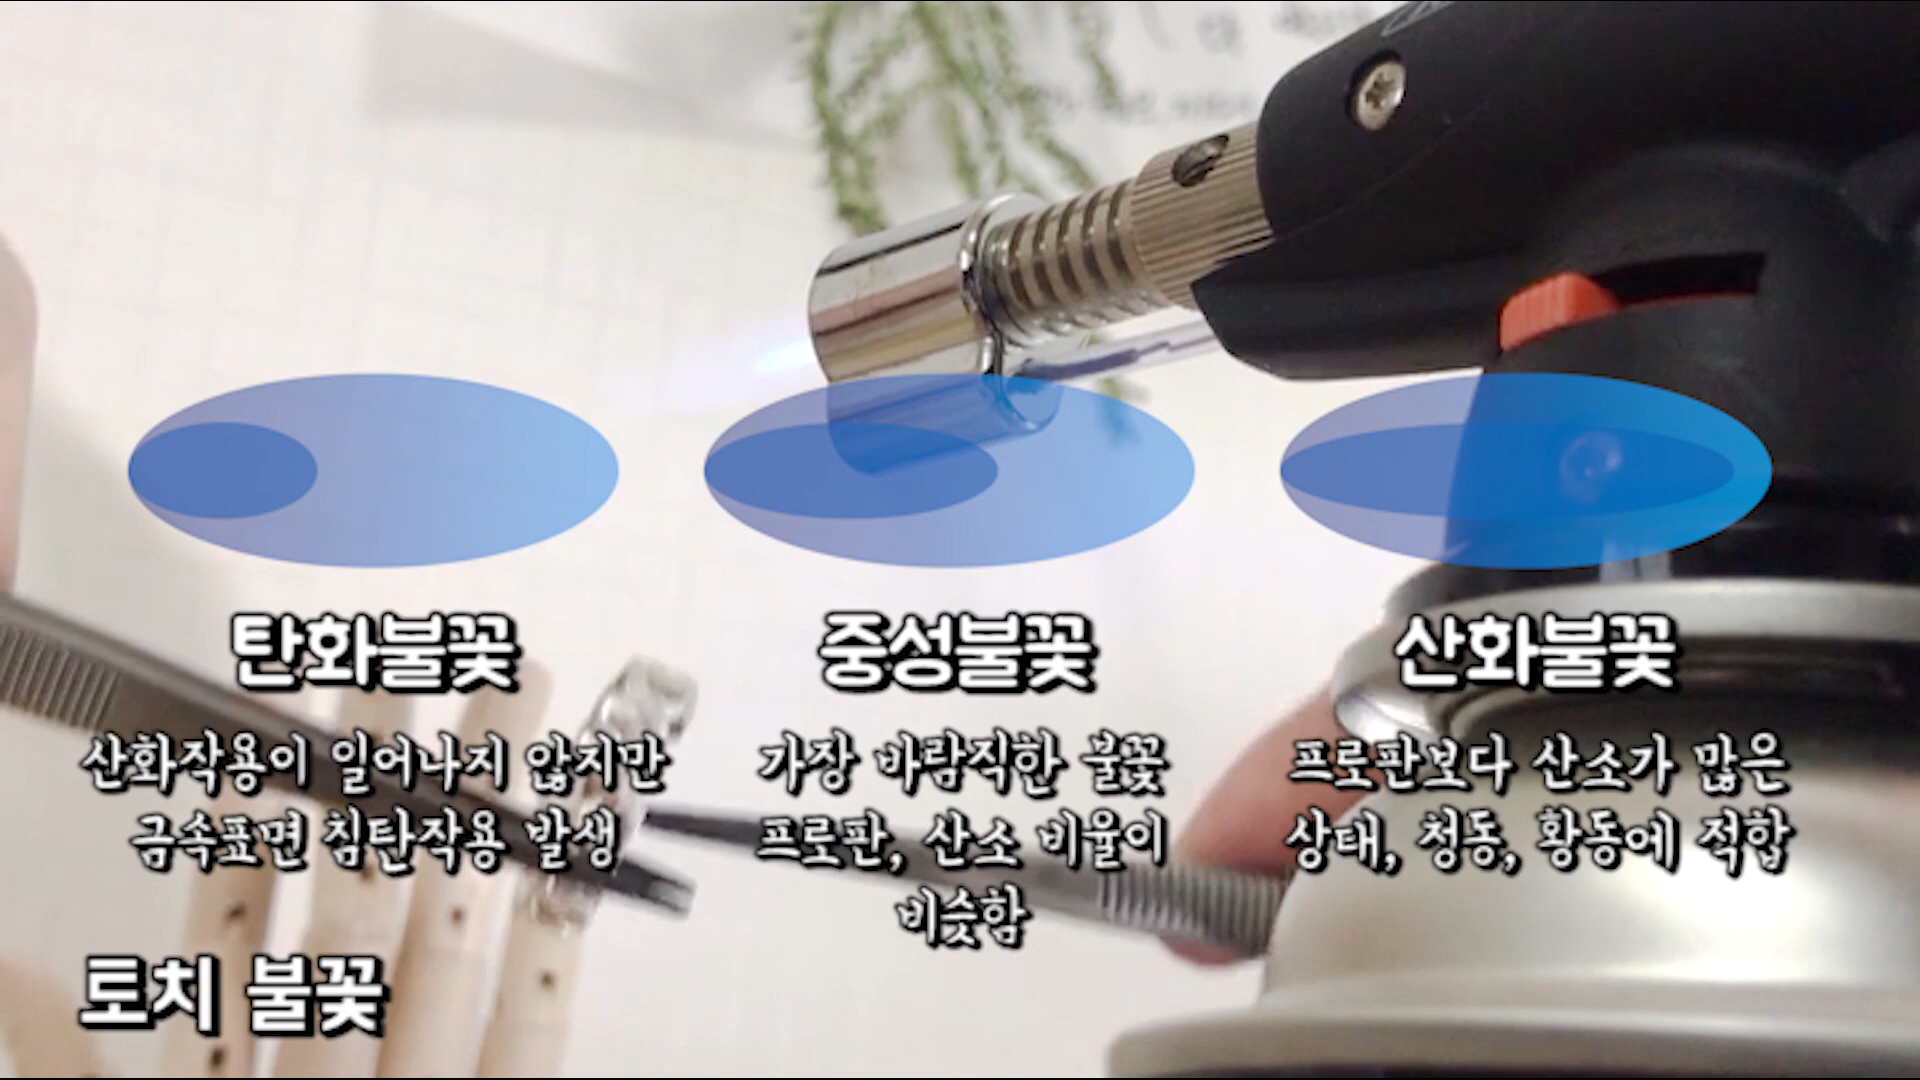 탄화불꽃
산화작용이 일어나지 않지만
금속표면 침탄작용 발생
중성불꽃
가장 바람직한 불꽃
프로판, 산소 비율이
비슷함
산화불꽃
프로판보다 산소가 많은
상태, 청동, 황동에 적합
토치 불꽃